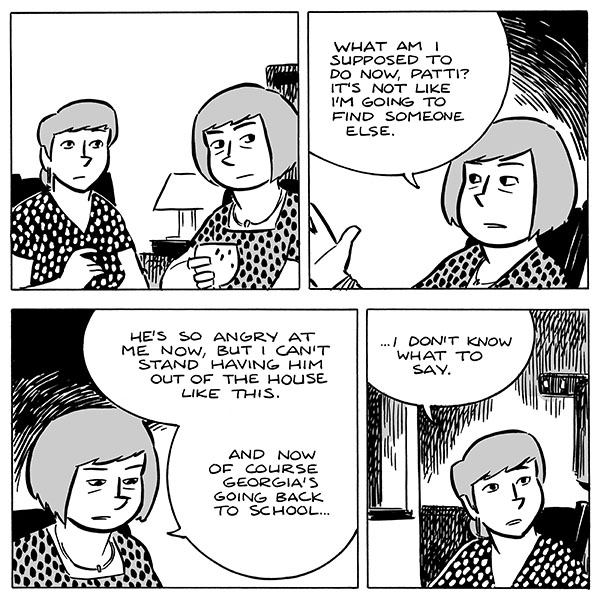 WHAT AM I
SUPPOSED TO
DO NOW, PATTI?
IT'S NOT LIKE
I'M GOING TO
FIND SOMEONE
ELSE.
HE'S SO ANGRY AT
ME NOW, BUT I CAN'T
STAND HAVING HIM
OUT OF THE HOUSE
LIKE THIS.
AND NOW
OF COURSE
GEORGIA'S
GOING BACK
TO SCHOOL...
...I DON'T KNOW
WHAT TO
SAY.